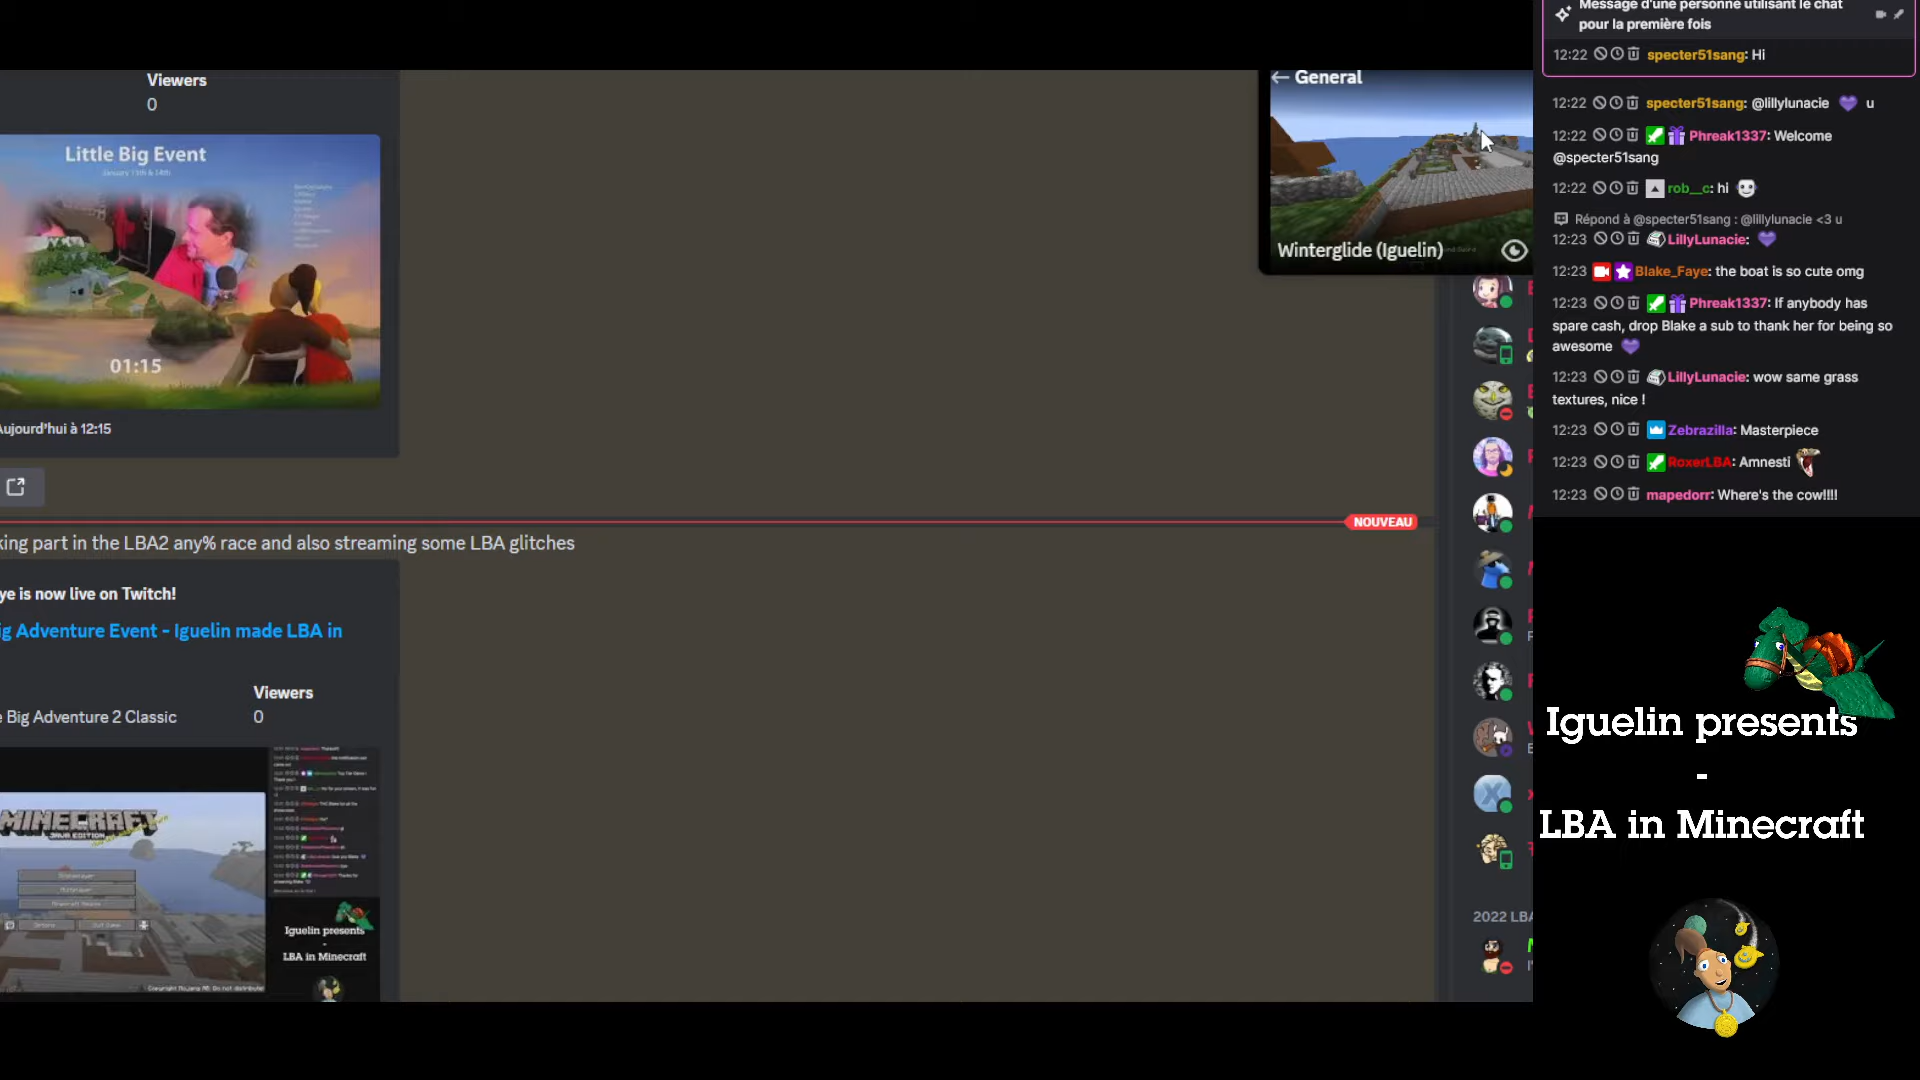 Viewers
0
Little Big Event
January 13th & 14th
01:15
Aujourd'hui à 12:15
NOUVEAU
king part in the LBA2 any% race and also streaming some LBA glitches
ye is now live on Twitch!
ig Adventure Event - Iguelin made LBA in
Viewers
e Big Adventure 2 Classic
0
MINECRAFT
JAVA EDITION
Iguelin presents
-
LBA in Minecraft
← General
Winterglide (Iguelin)
2022 LBA
Message d'une personne utilisant le chat
pour la première fois
12:22 specter51sang: Hi
12:22 specter51sang: @lillylunacie 💜 u
12:22 Phreak1337: Welcome
@specter51sang
12:22 rob__c: hi
Répond à @specter51sang : @lillylunacie <3 u
12:23 LillyLunacie: 💜
12:23 Blake_Faye: the boat is so cute omg
12:23 Phreak1337: If anybody has
spare cash, drop Blake a sub to thank her for being so
awesome 💜
12:23 LillyLunacie: wow same grass
textures, nice !
12:23 Zebrazilla: Masterpiece
12:23 RoxerLBA: Amnesti
12:23 mapedorr: Where's the cow!!!!
Iguelin presents
-
LBA in Minecraft